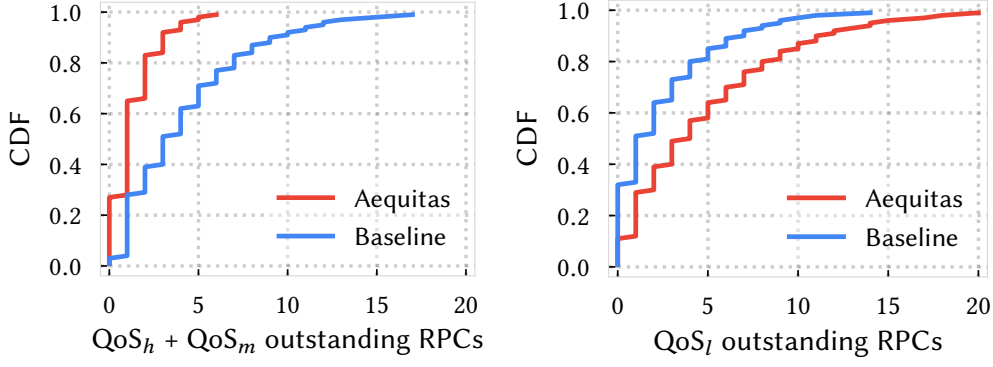 CDF
1.0
0.8
0.6
0.4
0.2
0.0
Aequitas
Baseline
0 5 10 15 20
QoSₕ + QoSₘ outstanding RPCs
CDF
1.0
0.8
0.6
0.4
0.2
0.0
Aequitas
Baseline
0 5 10 15 20
QoSₗ outstanding RPCs